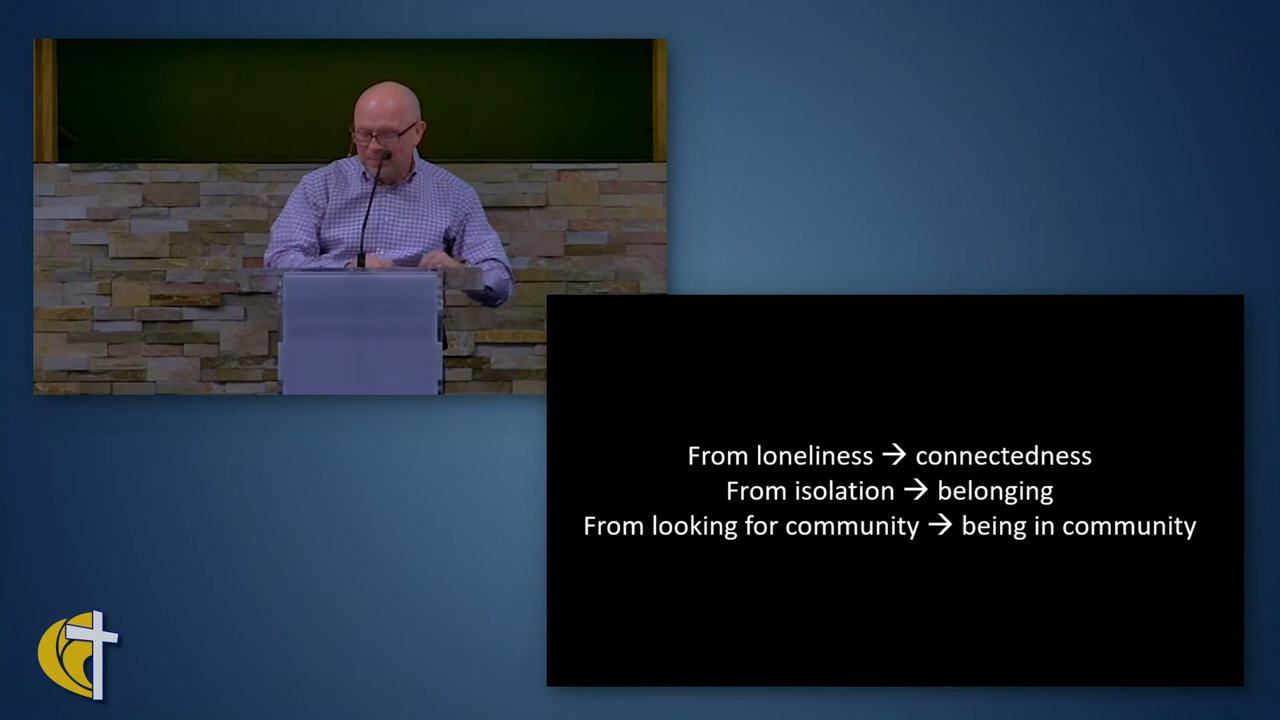 From loneliness → connectedness
From isolation → belonging
From looking for community → being in community